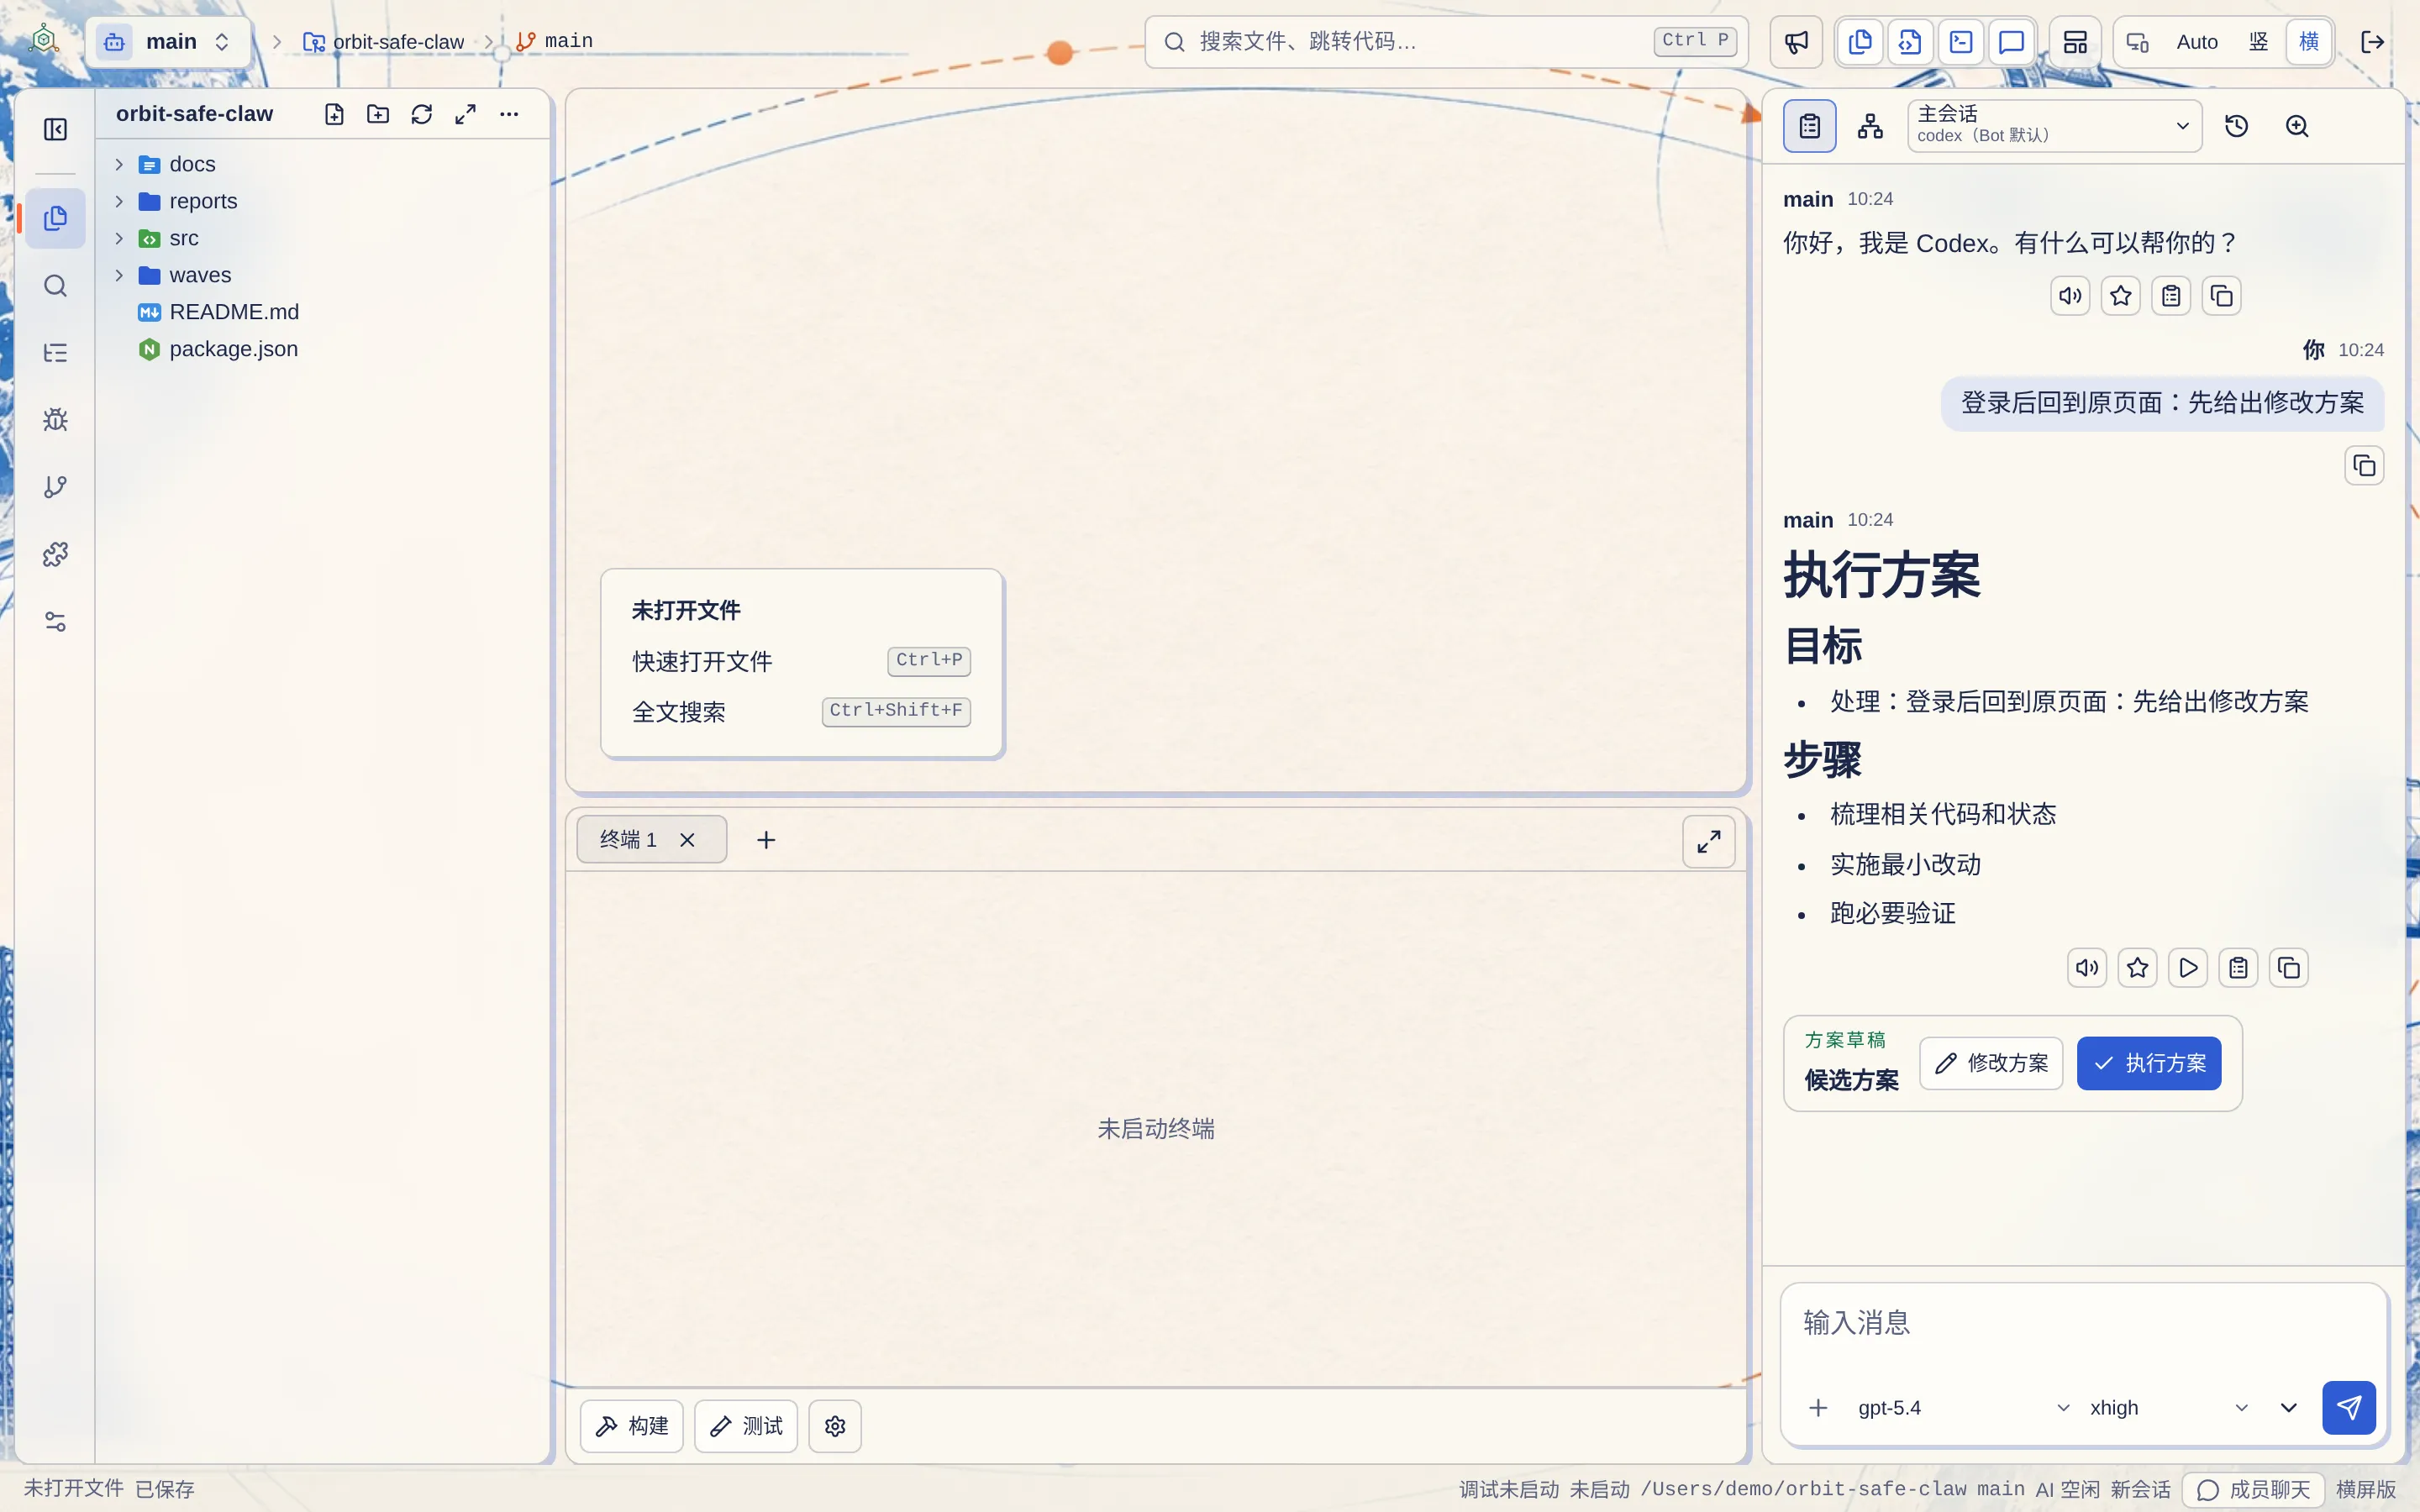 main
orbit-safe-claw
main
搜索文件、跳转代码...
Ctrl P
Auto
竖
横
orbit-safe-claw
docs
reports
src
waves
README.md
package.json
未打开文件
快速打开文件
Ctrl+P
全文搜索
Ctrl+Shift+F
终端 1
未启动终端
构建
测试
主会话
codex（Bot 默认）
main 10:24
你好，我是 Codex。有什么可以帮你的？
你 10:24
登录后回到原页面：先给出修改方案
main 10:24
执行方案
目标
• 处理：登录后回到原页面：先给出修改方案
步骤
• 梳理相关代码和状态
• 实施最小改动
• 跑必要验证
方案草稿
候选方案
修改方案
执行方案
输入消息
gpt-5.4
xhigh
未打开文件 已保存
调试未启动 未启动 /Users/demo/orbit-safe-claw main AI 空闲 新会话 成员聊天 横屏版